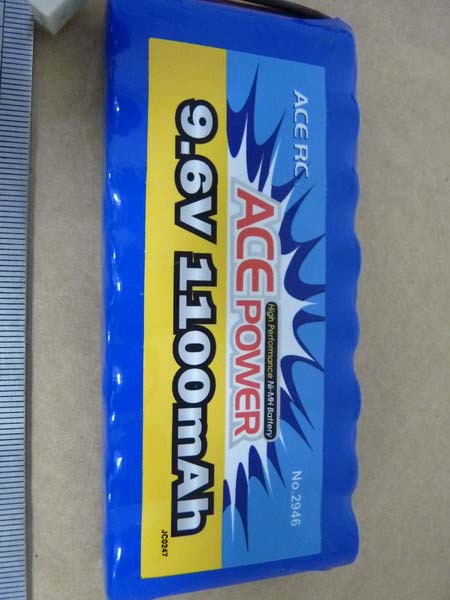 ACE RC
ACE POWER
High Performance Ni-MH Battery
No.2946
9.6V 1100mAh
JC0247